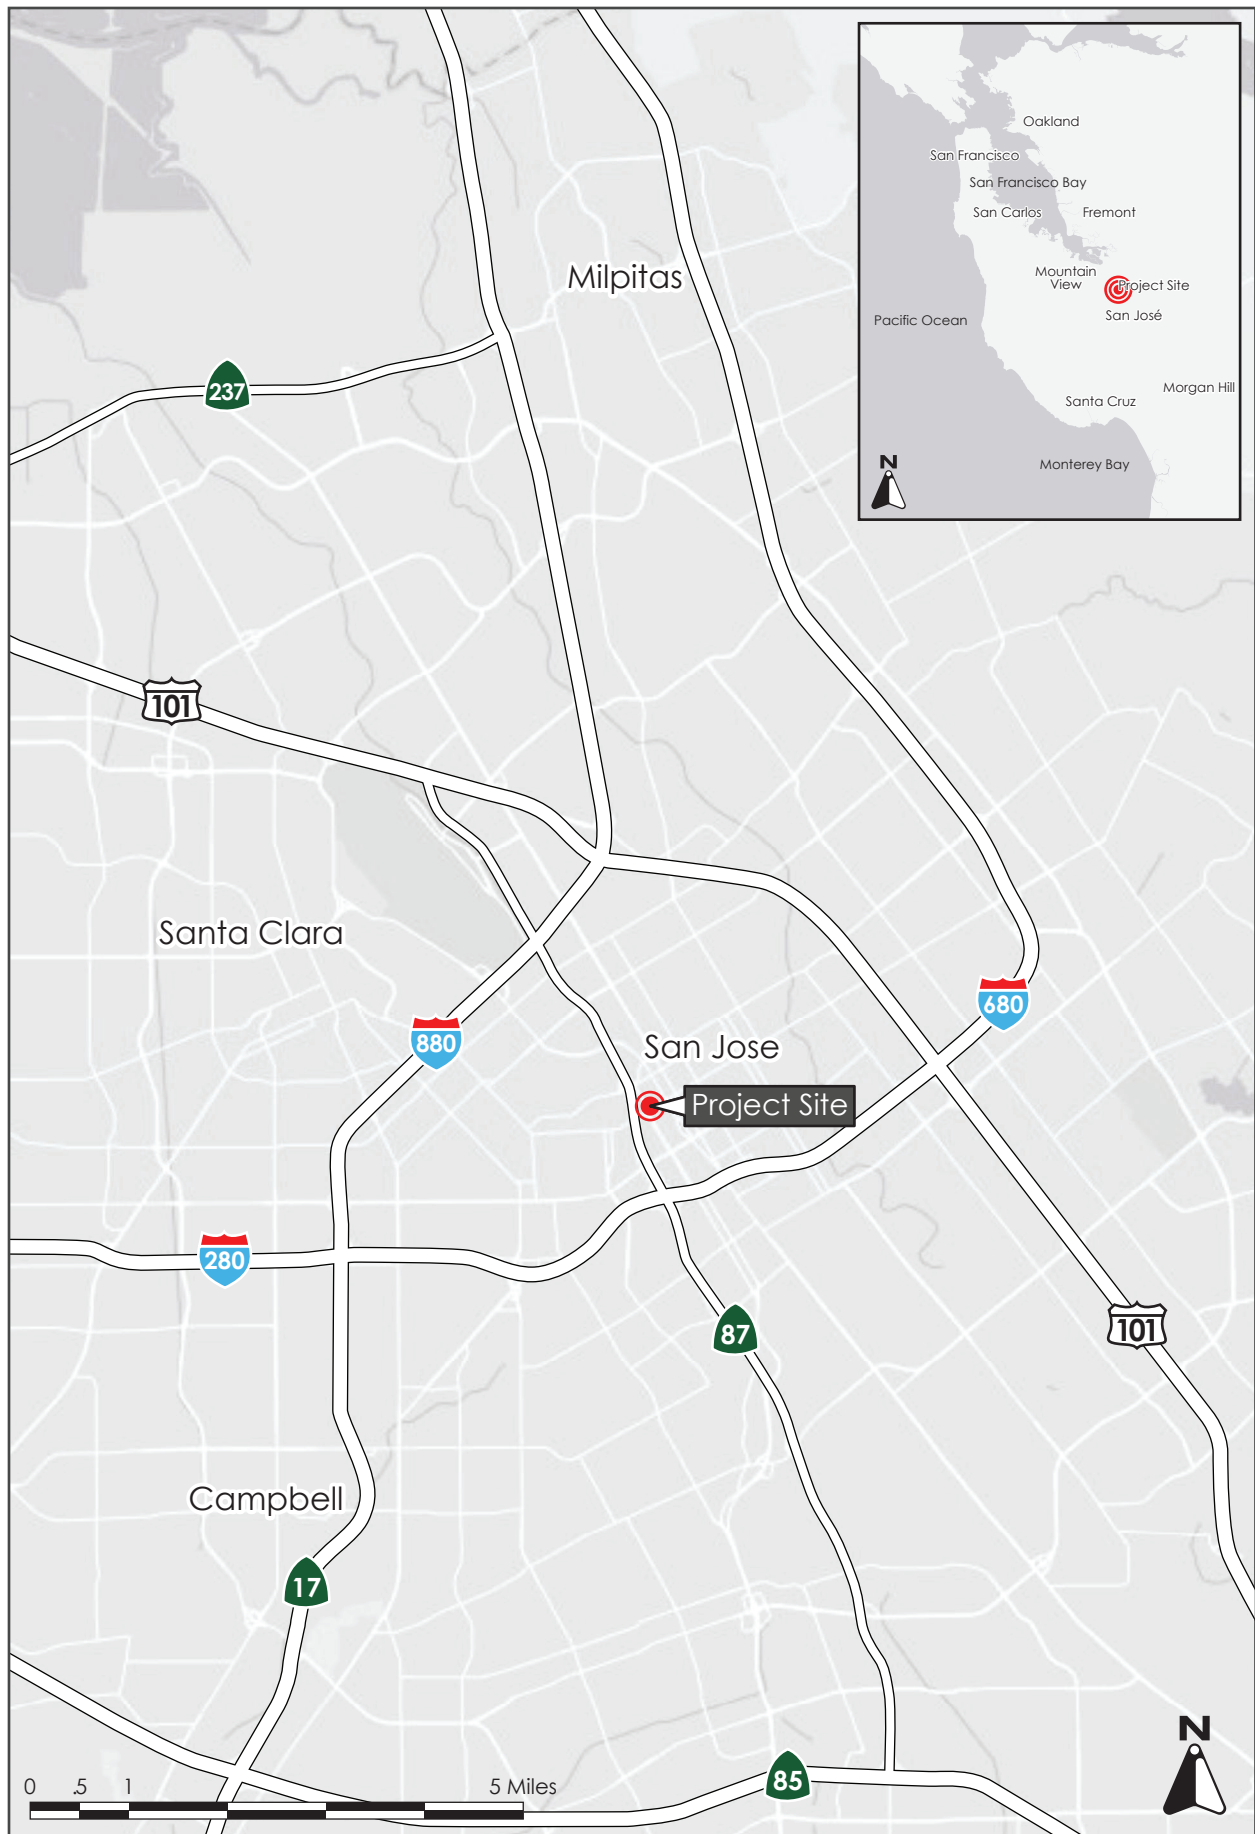 Oakland
San Francisco
San Francisco Bay
San Carlos
Fremont
Mountain
View
Project Site
San José
Pacific Ocean
Morgan Hill
Santa Cruz
Monterey Bay
N
Milpitas
237
101
Santa Clara
880
680
San Jose
Project Site
280
87
101
Campbell
17
85
0 .5 1 5 Miles
N